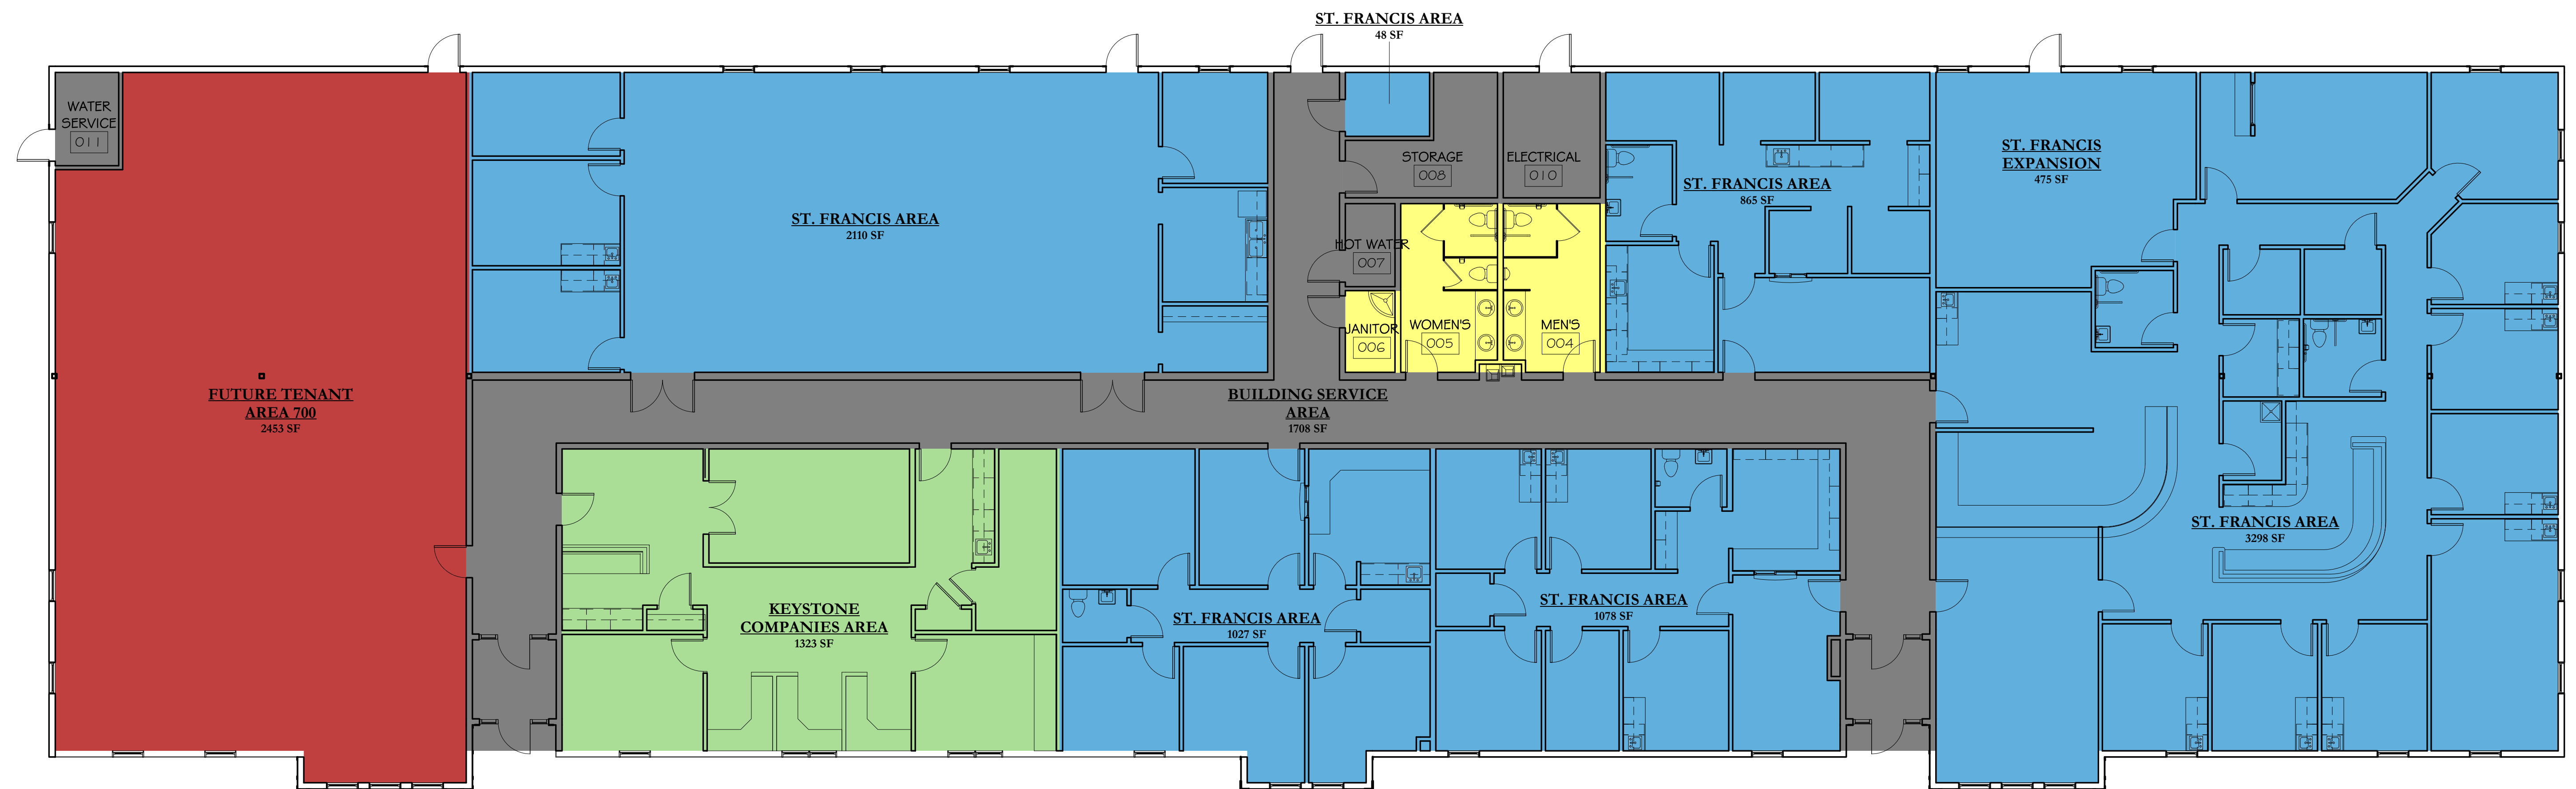 ST. FRANCIS AREA
48 SF
WATER
SERVICE
011
ST. FRANCIS AREA
2110 SF
STORAGE
008
ELECTRICAL
010
HOT WATER
007
JANITOR
006
WOMEN'S
005
MEN'S
004
ST. FRANCIS AREA
865 SF
ST. FRANCIS
EXPANSION
475 SF
FUTURE TENANT
AREA 700
2453 SF
BUILDING SERVICE
AREA
1708 SF
KEYSTONE
COMPANIES AREA
1323 SF
ST. FRANCIS AREA
1027 SF
ST. FRANCIS AREA
1078 SF
ST. FRANCIS AREA
3298 SF